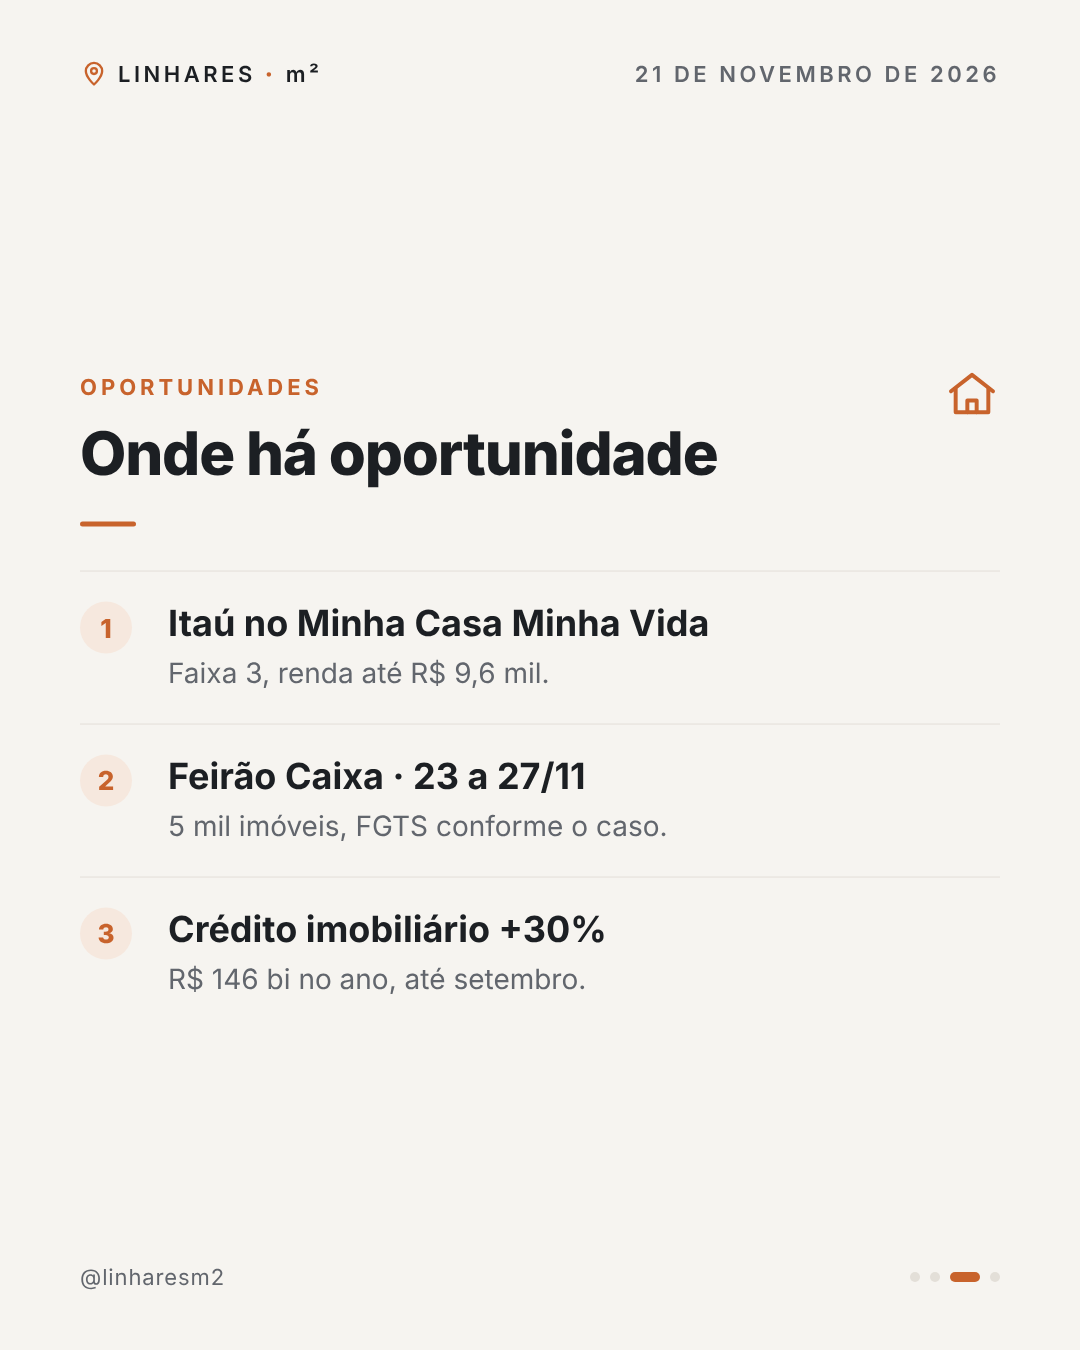 LINHARES · m²
21 DE NOVEMBRO DE 2026
OPORTUNIDADES
Onde há oportunidade
1
Itaú no Minha Casa Minha Vida
Faixa 3, renda até R$ 9,6 mil.
2
Feirão Caixa · 23 a 27/11
5 mil imóveis, FGTS conforme o caso.
3
Crédito imobiliário +30%
R$ 146 bi no ano, até setembro.
@linharesm2